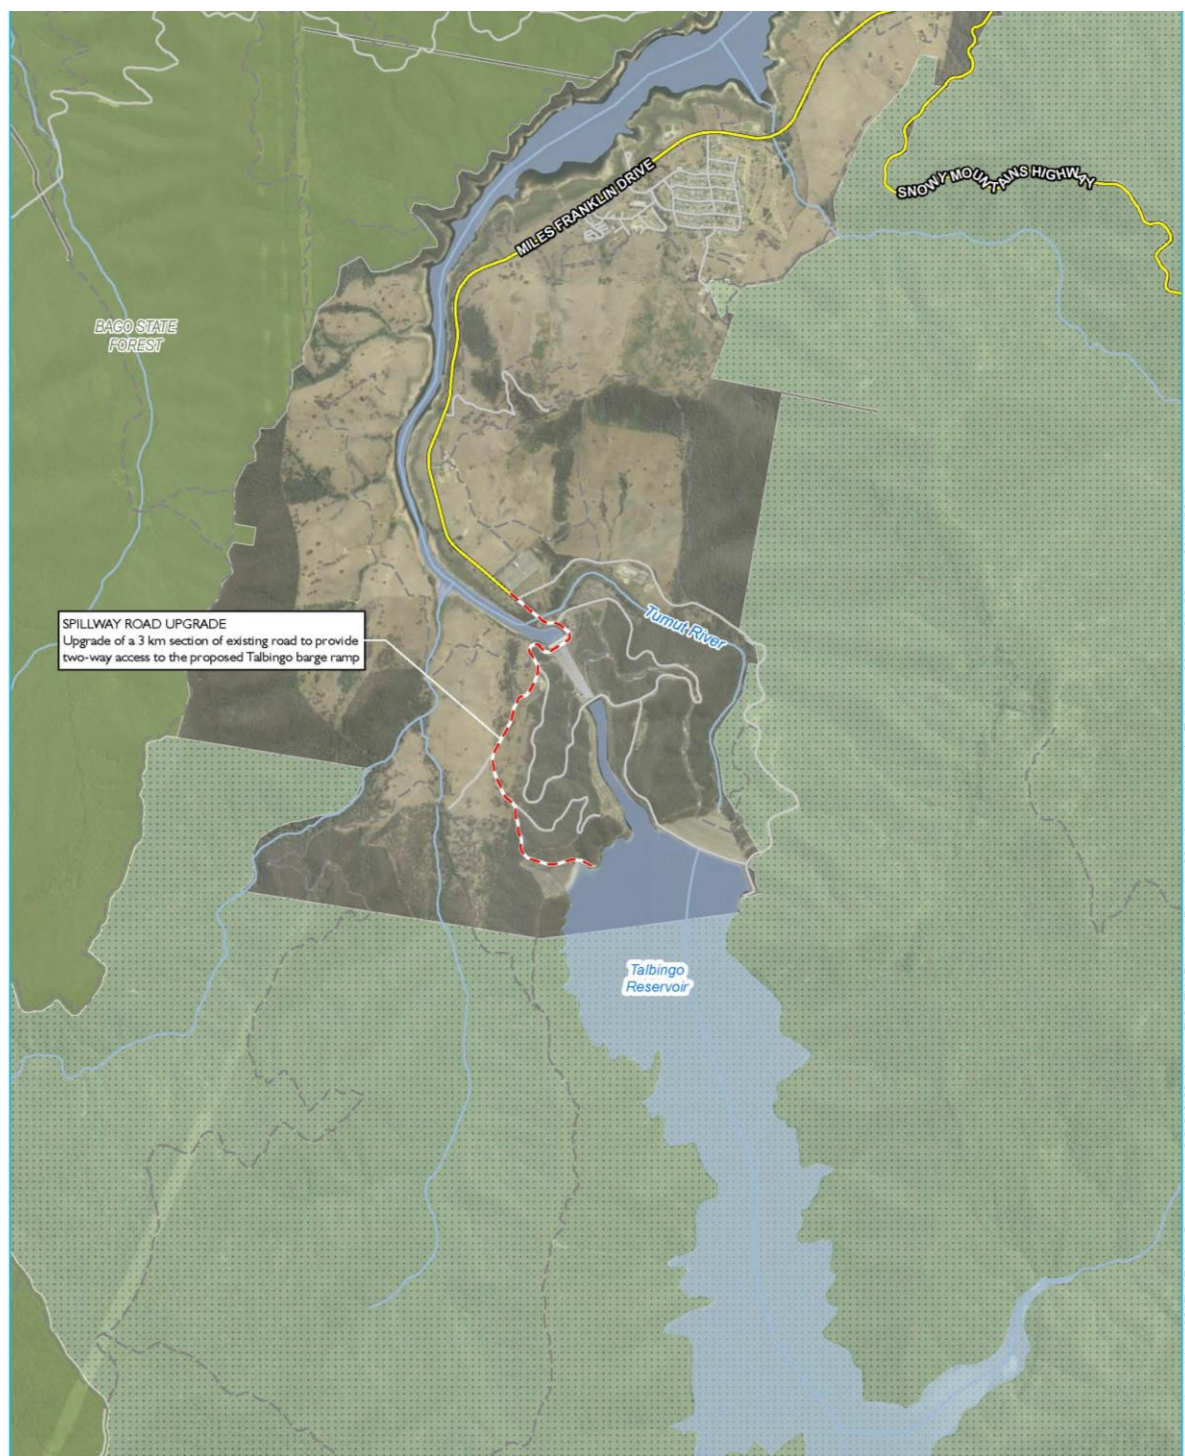 MILES FRANKLIN DRIVE
SNOWY MOUNTAINS HIGHWAY
BAGO STATE
FOREST
SPILLWAY ROAD UPGRADE
Upgrade of a 3 km section of existing road to provide
two-way access to the proposed Talbingo barge ramp
Tumut River
Talbingo
Reservoir